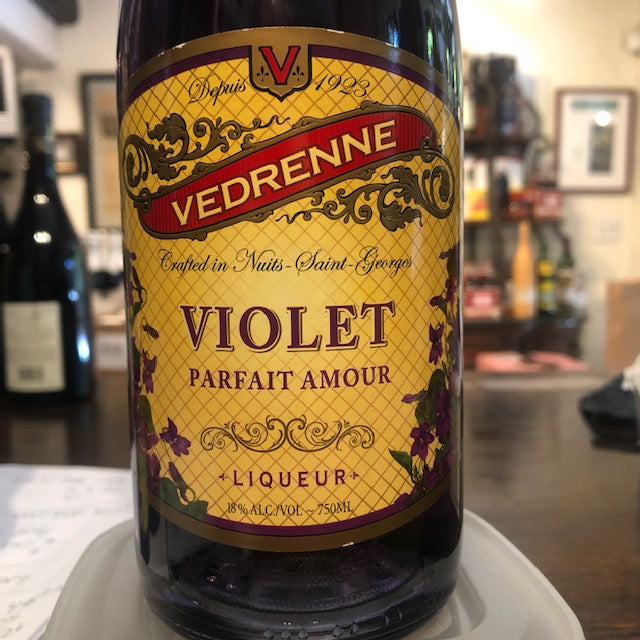 V
Depuis 1923
VEDRENNE
Crafted in Nuits-Saint-Georges
VIOLET
PARFAIT AMOUR
LIQUEUR
18% ALC./VOL ~ 750ML